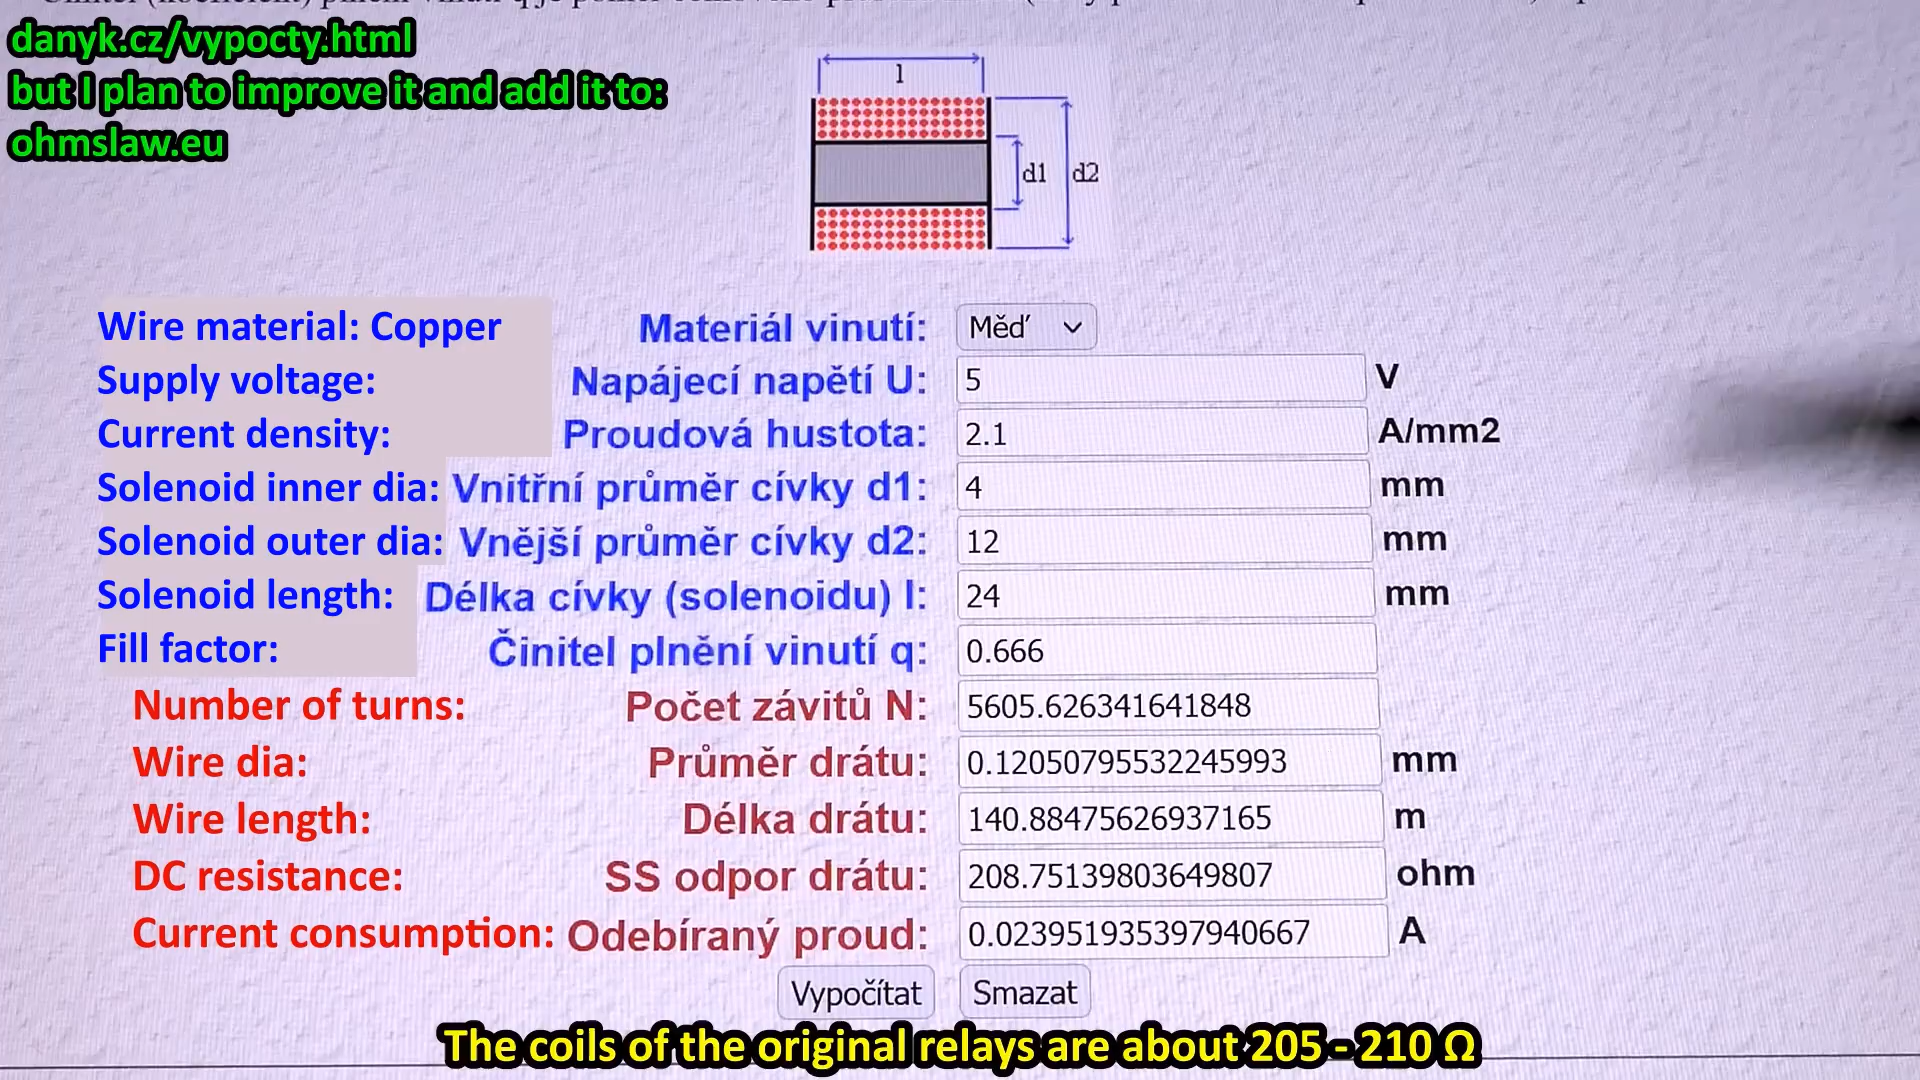 danyk.cz/vypocty.html
but I plan to improve it and add it to:
ohmslaw.eu
l
d1
d2
Wire material: Copper Materiál vinutí: Měď
Supply voltage: Napájecí napětí U: 5 V
Current density: Proudová hustota: 2.1 A/mm2
Solenoid inner dia: Vnitřní průměr cívky d1: 4 mm
Solenoid outer dia: Vnější průměr cívky d2: 12 mm
Solenoid length: Délka cívky (solenoidu) l: 24 mm
Fill factor: Činitel plnění vinutí q: 0.666
Number of turns: Počet závitů N: 5605.626341641848
Wire dia: Průměr drátu: 0.12050795532245993 mm
Wire length: Délka drátu: 140.88475626937165 m
DC resistance: SS odpor drátu: 208.75139803649807 ohm
Current consumption: Odebíraný proud: 0.023951935397940667 A
Vypočítat Smazat
The coils of the original relays are about 205 - 210 Ω